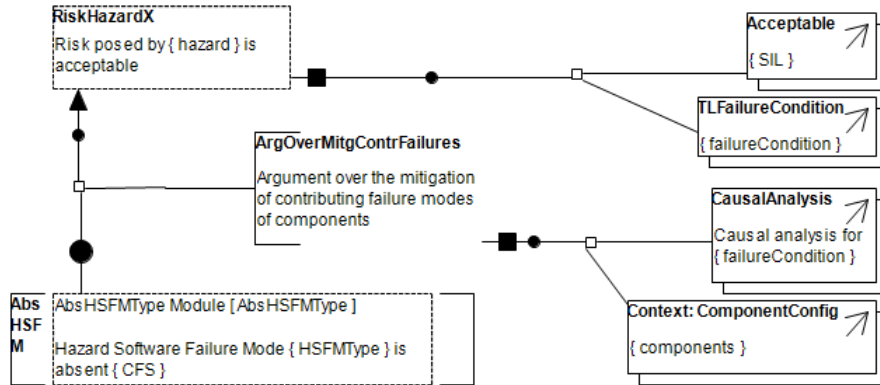 RiskHazardX
Risk posed by { hazard } is
acceptable
Acceptable
{ SIL }
TLFailureCondition
{ failureCondition }
ArgOverMitgContrFailures
Argument over the mitigation
of contributing failure modes
of components
CausalAnalysis
Causal analysis for
{ failureCondition }
Abs
HSF
M
AbsHSFMType Module [ AbsHSFMType ]
Hazard Software Failure Mode { HSFMType } is
absent { CFS }
Context: ComponentConfig
{ components }